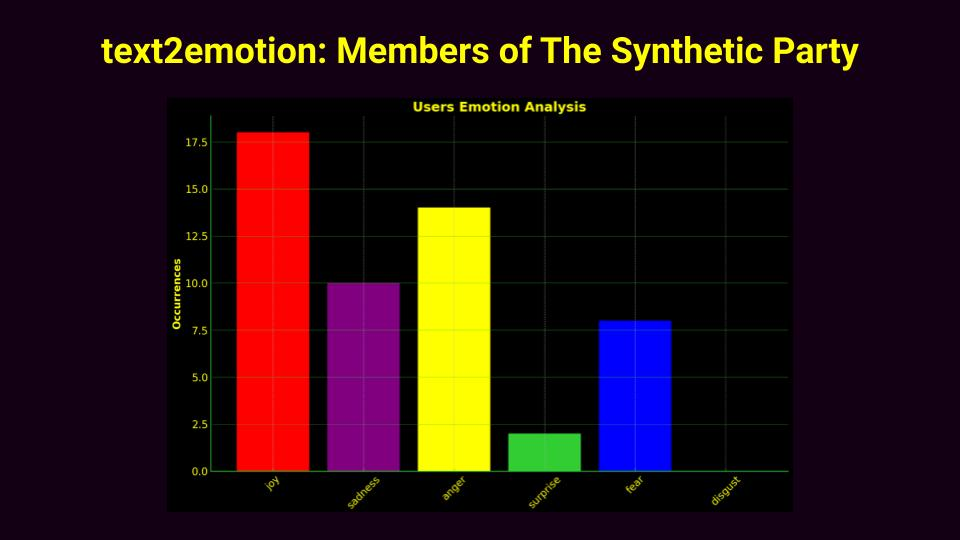 text2emotion: Members of The Synthetic Party
Users Emotion Analysis
Occurrences
17.5
15.0
12.5
10.0
7.5
5.0
2.5
0.0
joy
sadness
anger
surprise
fear
disgust